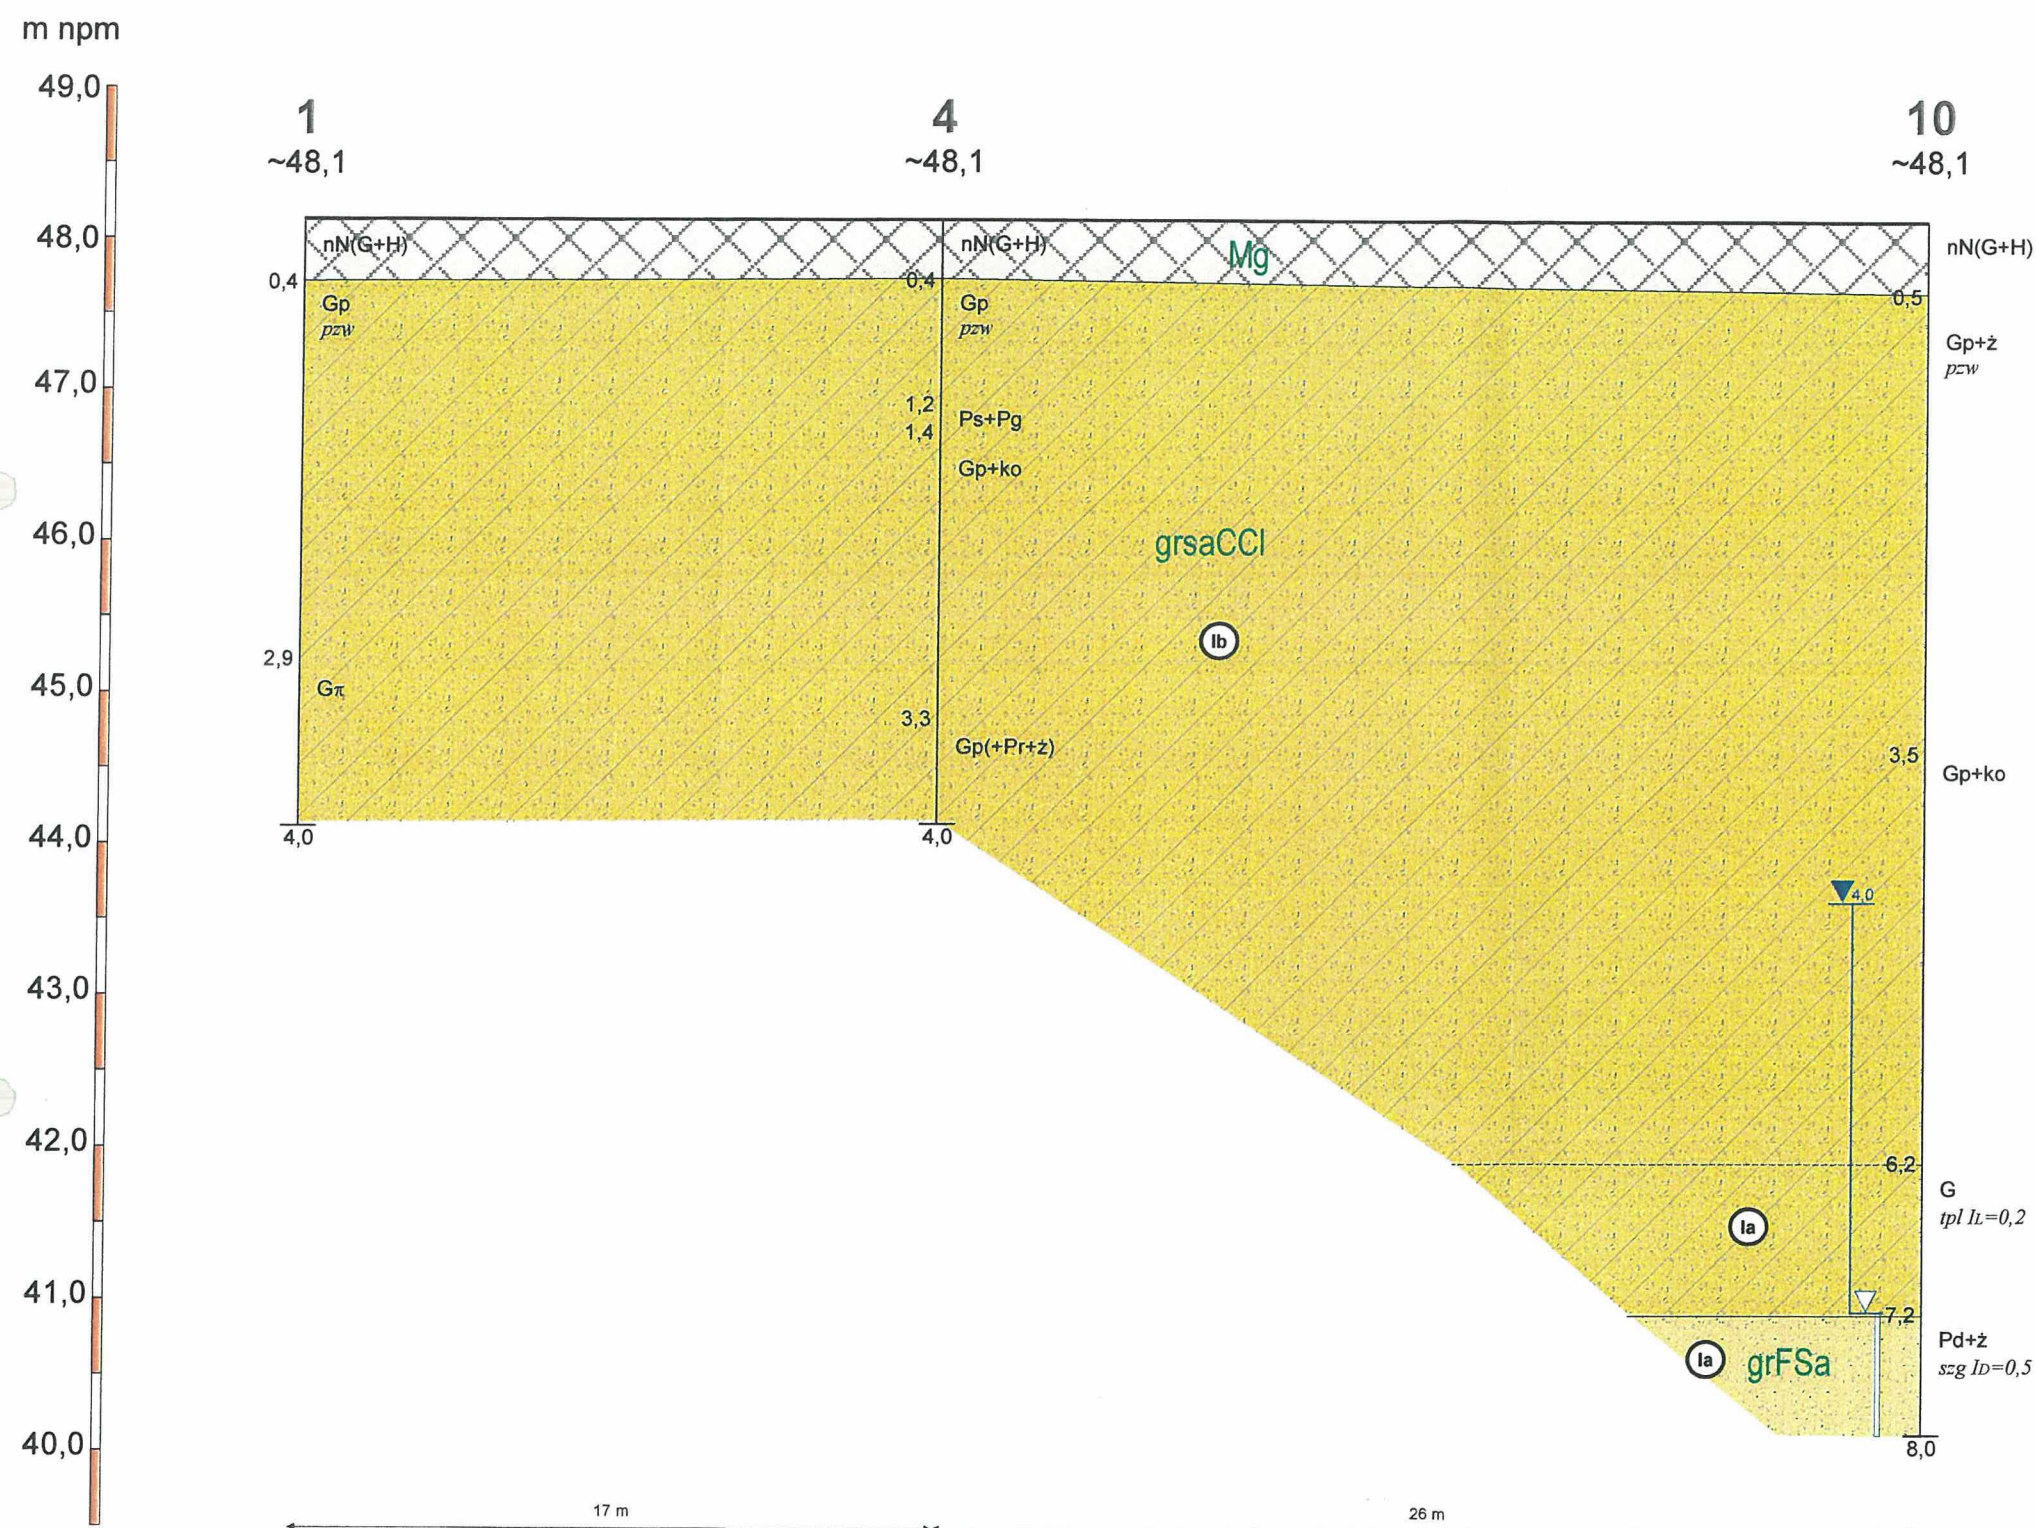 m npm
49,0
48,0
47,0
46,0
45,0
44,0
43,0
42,0
41,0
40,0
1
~48,1
4
~48,1
10
~48,1
nN(G+H)
0,4
Gp
pzw
2,9
Gπ
4,0
nN(G+H)
0,4
Gp
pzw
1,2
Ps+Pg
1,4
Gp+ko
3,3
Gp(+Pr+ż)
4,0
Mg
grsaCCl
Ib
nN(G+H)
0,5
Gp+ż
pzw
3,5
Gp+ko
4,0
6,2
G
tpl IL=0,2
Ia
7,2
Pd+ż
szg ID=0,5
Ia
grFSa
8,0
17 m
26 m